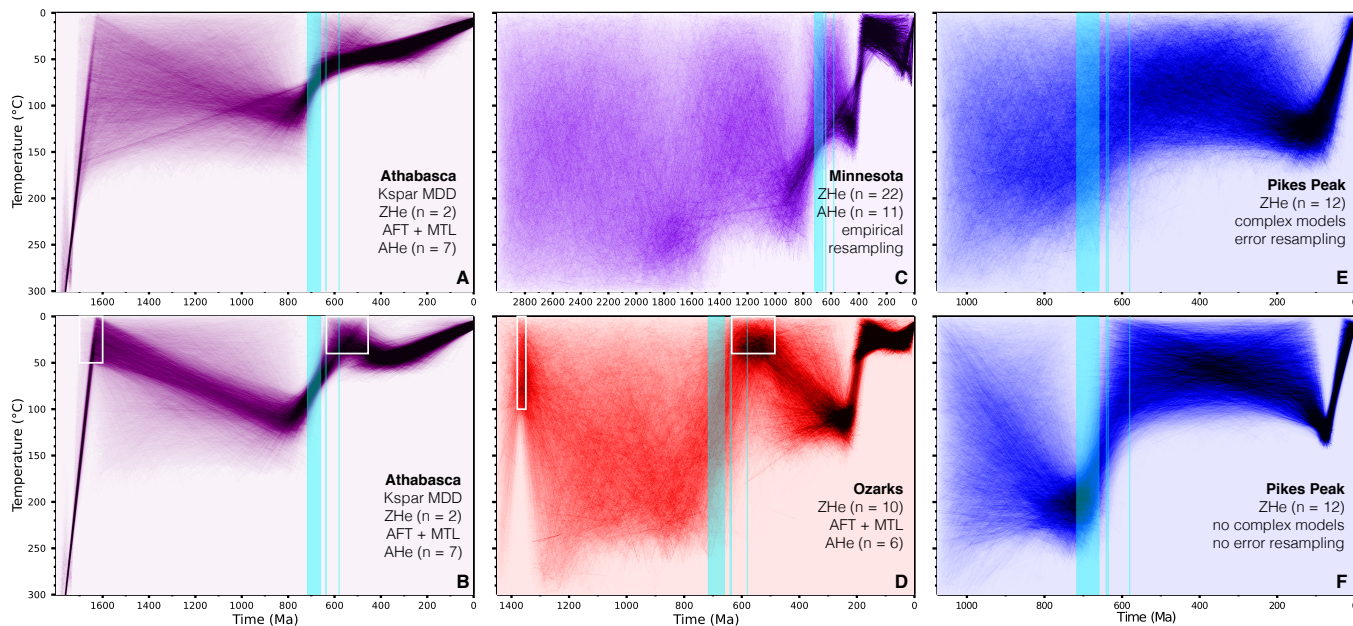 0
50
100
150
200
250
300
Temperature (°C)
Athabasca
Kspar MDD
ZHe (n = 2)
AFT + MTL
AHe (n = 7)
A
1600 1400 1200 1000 800 600 400 200 0
Minnesota
ZHe (n = 22)
AHe (n = 11)
empirical
resampling
C
2800 2600 2400 2200 2000 1800 1600 1400 1200 1000 800 600 400 200 0
Pikes Peak
ZHe (n = 12)
complex models
error resampling
E
1000 800 600 400 200 0
0
50
100
150
200
250
300
Temperature (°C)
Athabasca
Kspar MDD
ZHe (n = 2)
AFT + MTL
AHe (n = 7)
B
1600 1400 1200 1000 800 600 400 200 0
Time (Ma)
Ozarks
ZHe (n = 10)
AFT + MTL
AHe (n = 6)
D
1400 1200 1000 800 600 400 200 0
Time (Ma)
Pikes Peak
ZHe (n = 12)
no complex models
no error resampling
F
1000 800 600 400 200 0
Time (Ma)